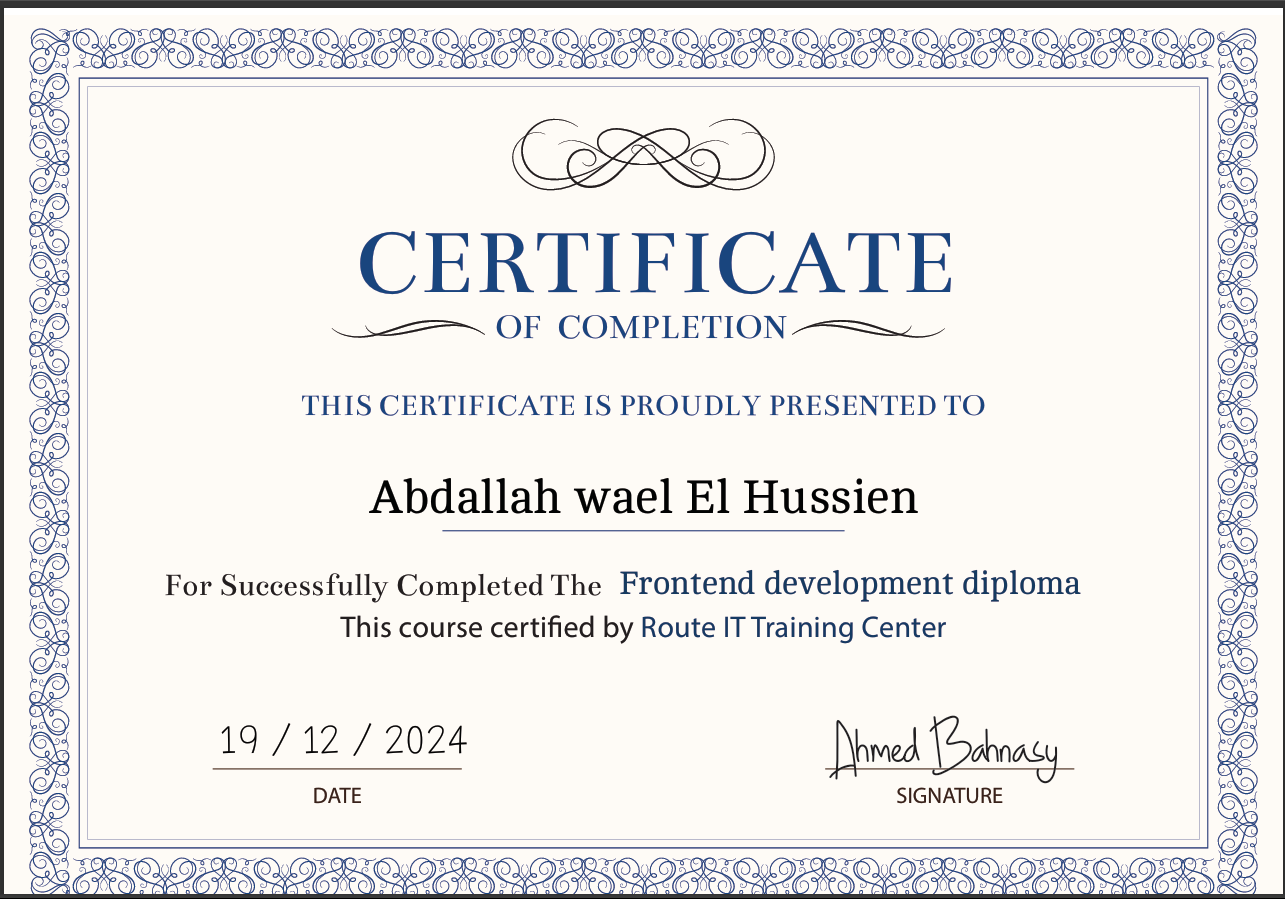 CERTIFICATE
OF COMPLETION
THIS CERTIFICATE IS PROUDLY PRESENTED TO
Abdallah wael El Hussien
For Successfully Completed The Frontend development diploma
This course certified by Route IT Training Center
19 / 12 / 2024
DATE
Ahmed Bahnasy
SIGNATURE